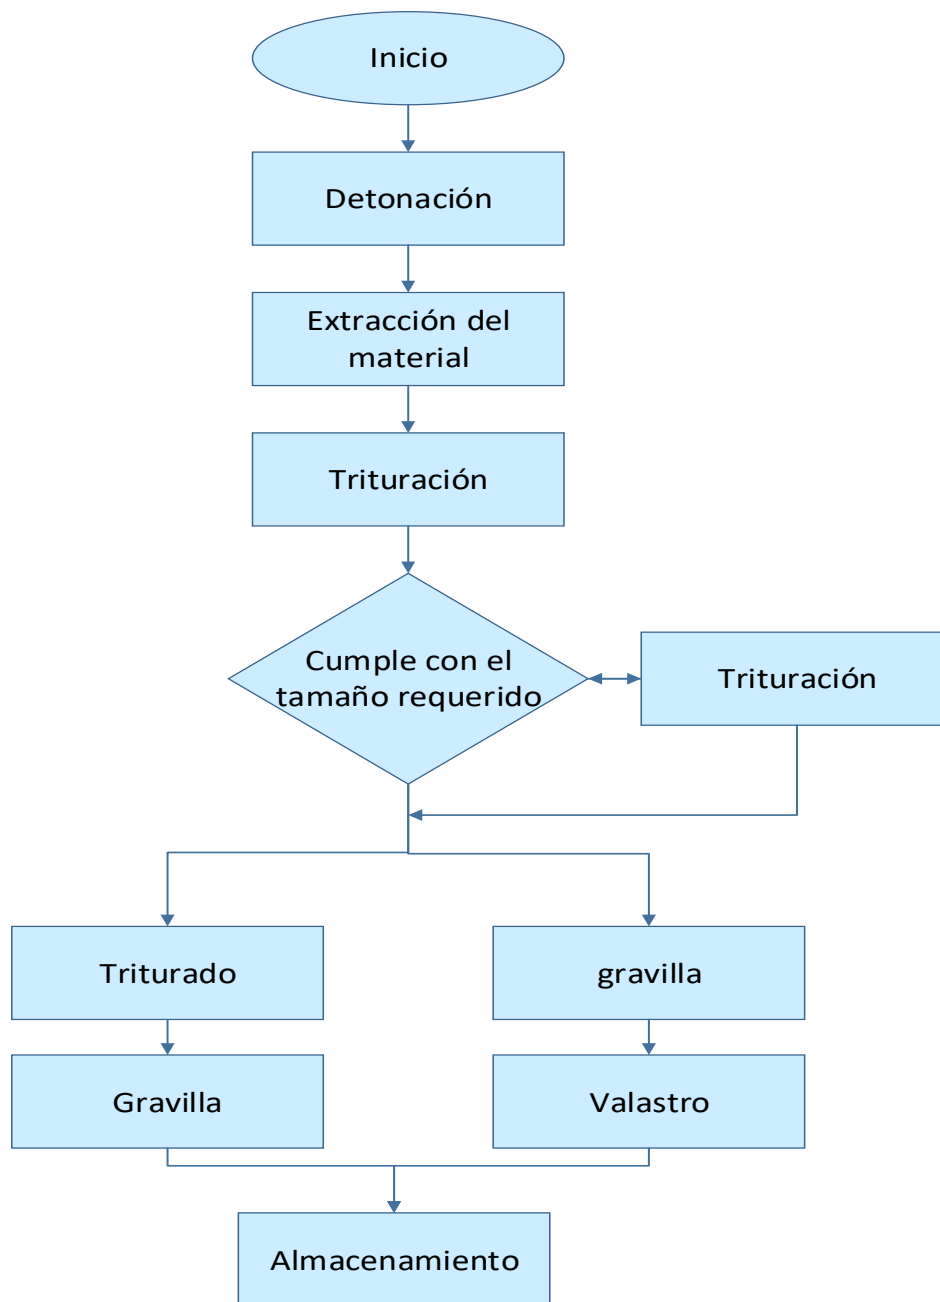 Inicio
Detonación
Extracción del
material
Trituración
Cumple con el
tamaño requerido
Trituración
Triturado
gravilla
Gravilla
Valastro
Almacenamiento